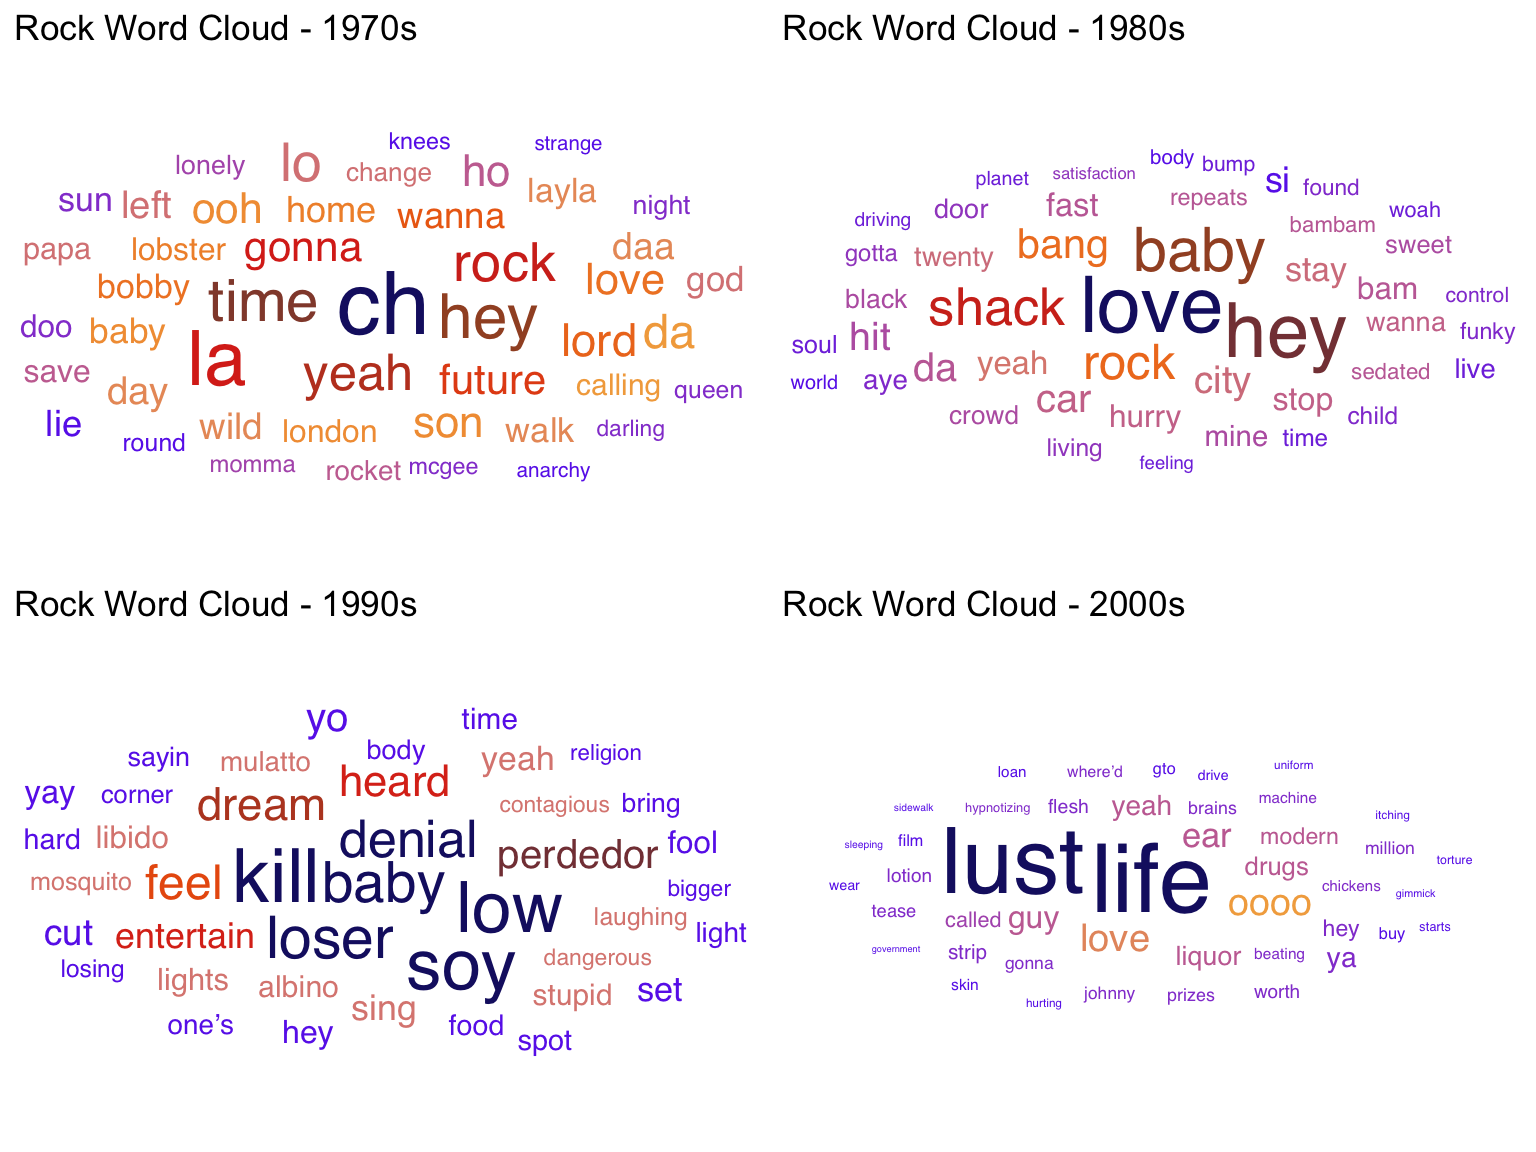 Rock Word Cloud - 1970s
knees strange
lonely lo change ho
sun left ooh home wanna layla night
papa lobster gonna rock daa
bobby time ch hey love god
doo baby la lord da
save day yeah future calling queen
lie wild london son walk darling
round momma rocket mcgee anarchy
Rock Word Cloud - 1980s
body bump
planet satisfaction si found
driving door fast repeats woah
gotta twenty bang baby bambam sweet
black shack love hey stay bam control
soul hit rock wanna funky
world aye da yeah city sedated live
crowd car hurry stop child
living mine time
feeling
Rock Word Cloud - 1990s
yo time
sayin mulatto body yeah religion
yay corner dream heard contagious bring
hard libido denial perdedor fool
mosquito feel kill baby low bigger
cut entertain loser soy laughing light
losing lights albino dangerous
sing stupid set
one's hey food spot
Rock Word Cloud - 2000s
loan where'd gto drive uniform
sidewalk hypnotizing flesh yeah brains machine
itching
sleeping film lust life ear modern million
lotion drugs torture
wear chickens gimmick
tease called guy love oooo hey buy starts
government strip gonna liquor beating ya
skin johnny prizes worth
hurting